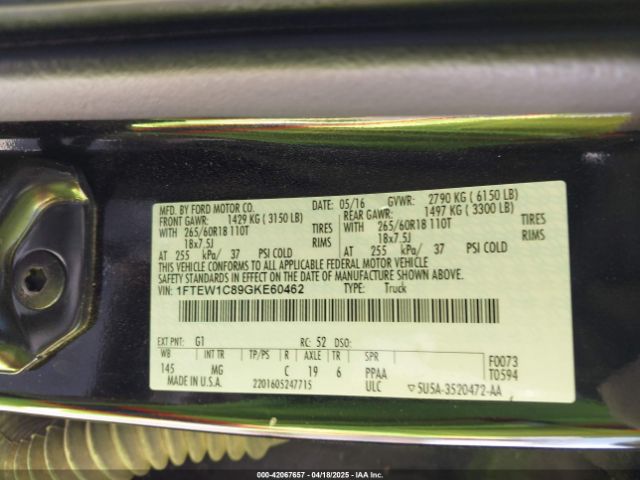 MFD. BY FORD MOTOR CO.
DATE: 05/16 GVWR: 2790 KG ( 6150 LB)
FRONT GAWR: 1429 KG ( 3150 LB) REAR GAWR: 1497 KG ( 3300 LB)
WITH 265/60R18 110T TIRES WITH 265/60R18 110T TIRES
18x7.5J RIMS 18x7.5J RIMS
AT 255 kPa/ 37 PSI COLD AT 255 kPa/ 37 PSI COLD
THIS VEHICLE CONFORMS TO ALL APPLICABLE FEDERAL MOTOR VEHICLE
SAFETY STANDARDS IN EFFECT ON THE DATE OF MANUFACTURE SHOWN ABOVE.
VIN: 1FTEW1C89GKE60462 TYPE: Truck
EXT PNT: G1 RC: 52 DSO:
WB INT TR TP/PS R AXLE TR SPR F0073
145 MG C 19 6 PPAA T0594
MADE IN U.S.A. 2201605247715 ULC ▽5U5A-3520472-AA
000-42067657 - 04/18/2025 - IAA Inc.